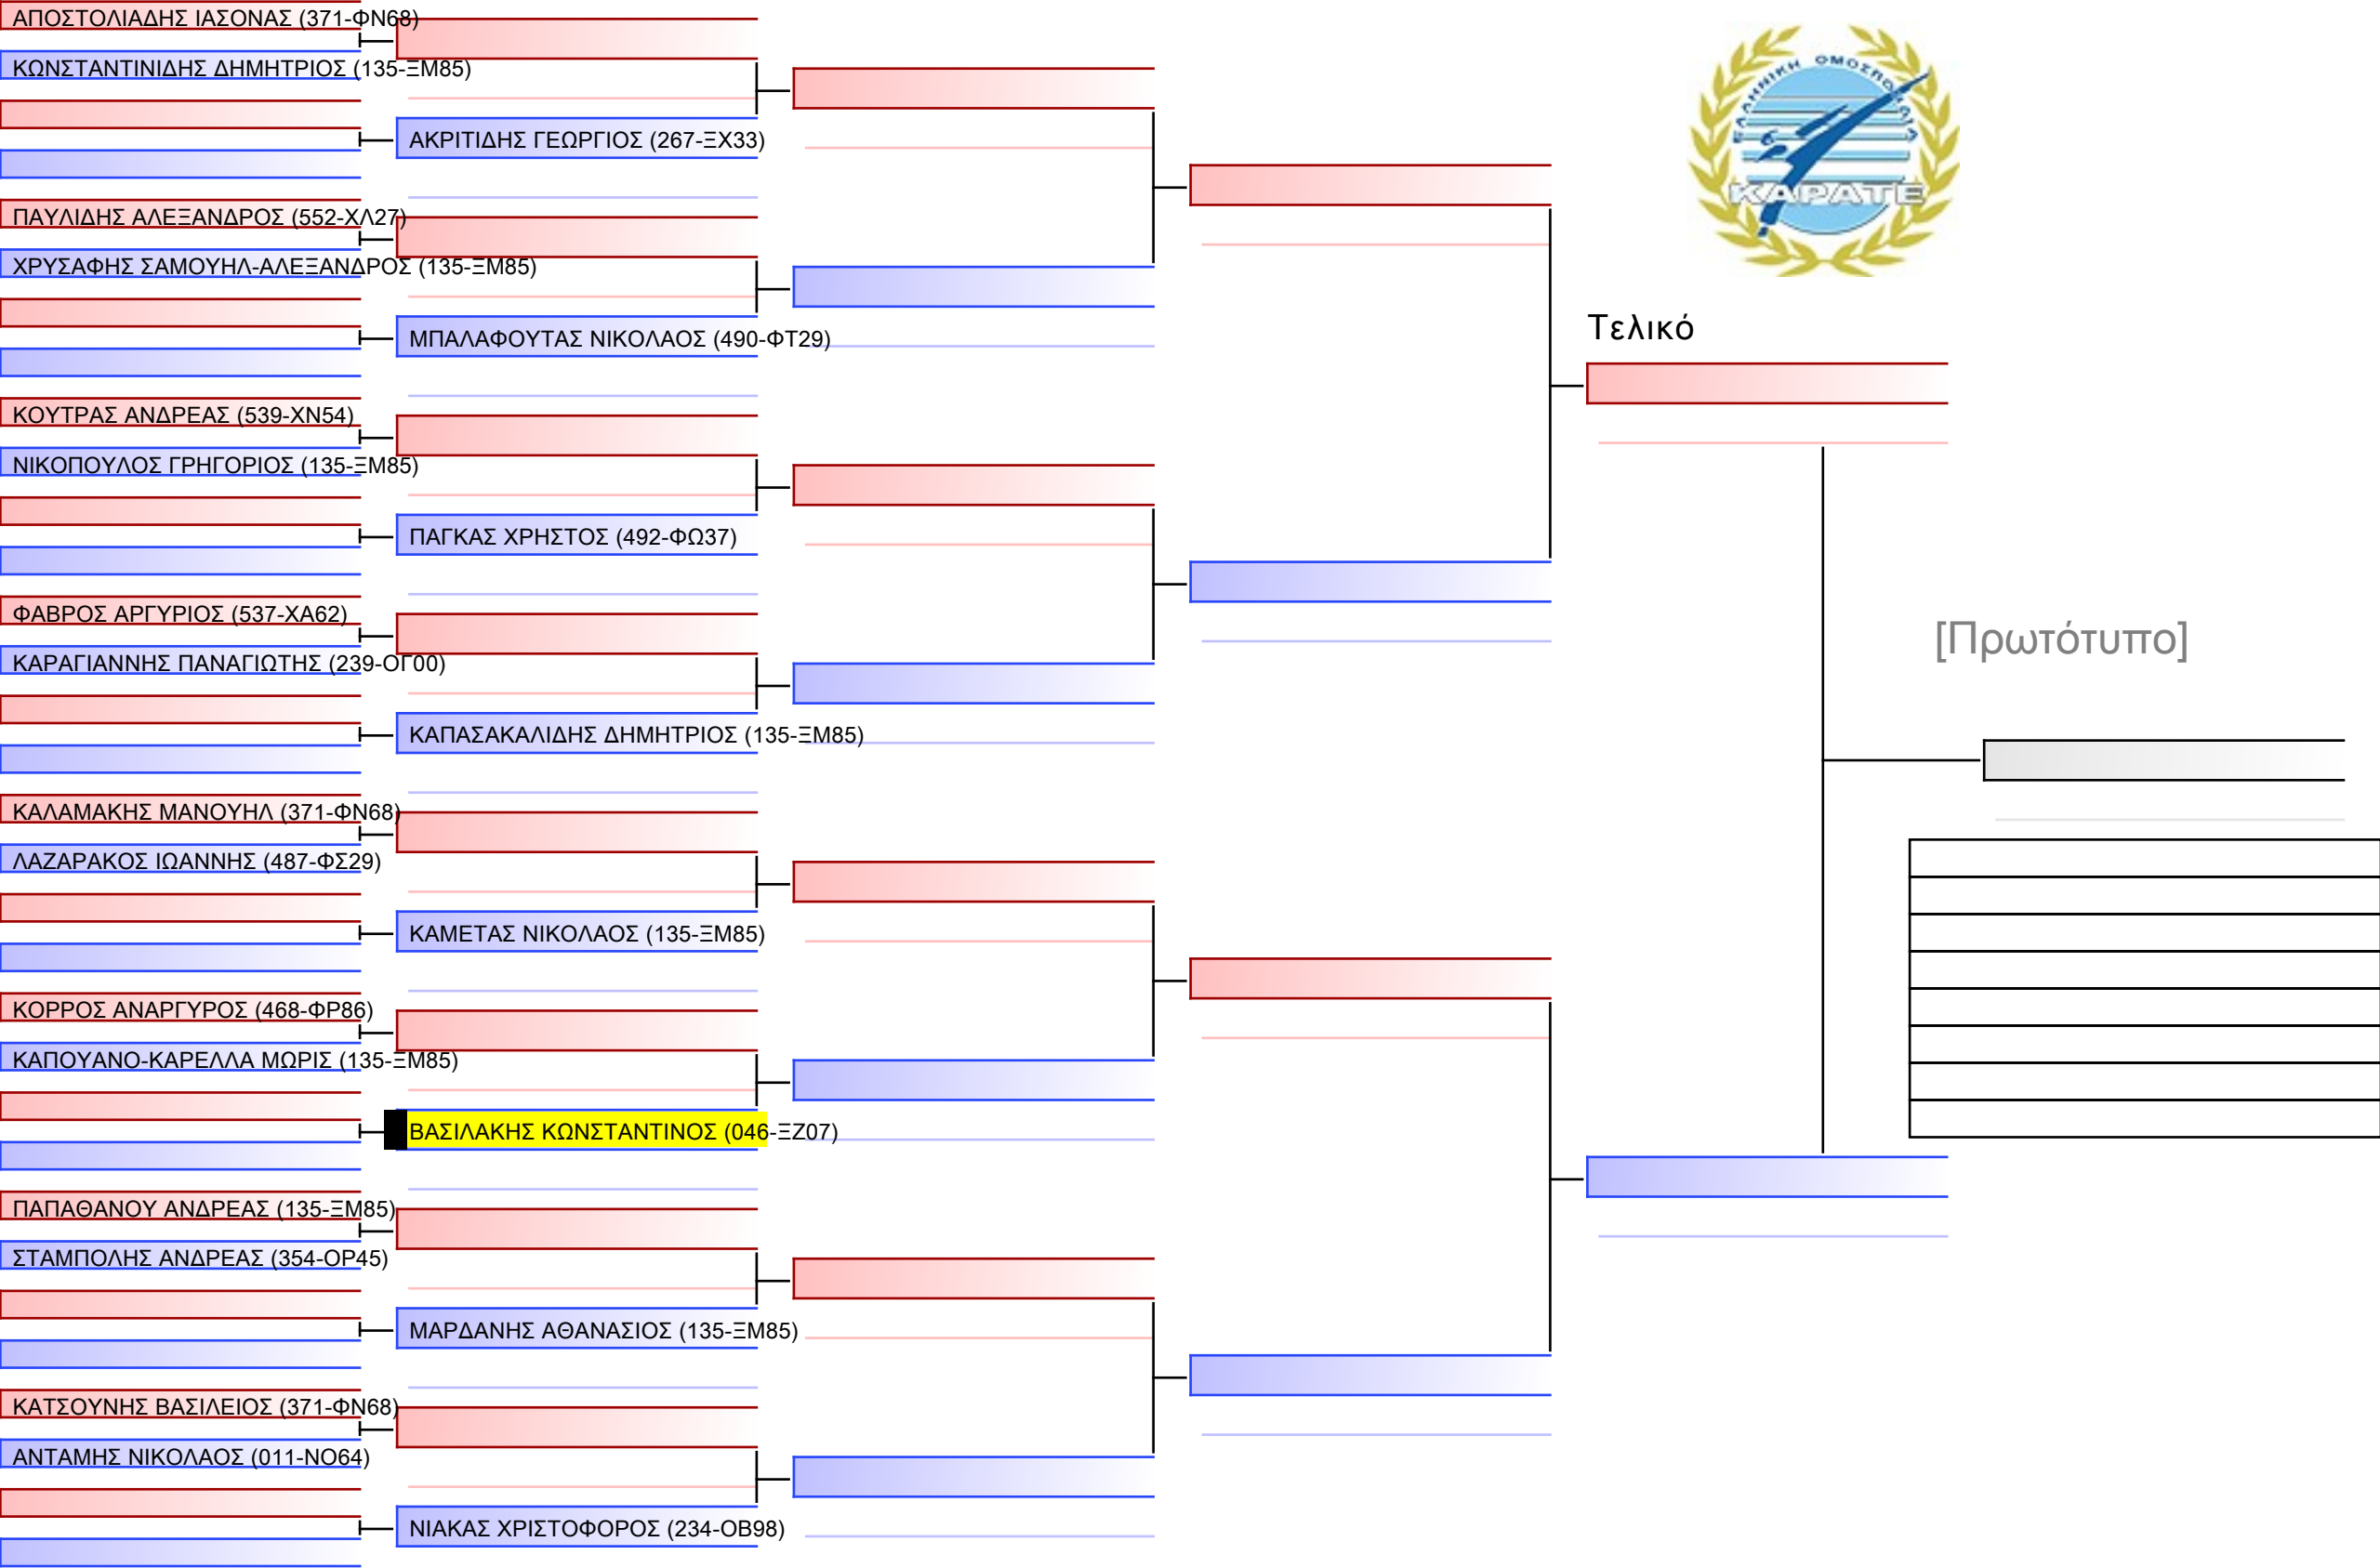 ΑΠΟΣΤΟΛΙΑΔΗΣ ΙΑΣΟΝΑΣ (371-ΦΝ68)
ΚΩΝΣΤΑΝΤΙΝΙΔΗΣ ΔΗΜΗΤΡΙΟΣ (135-ΞΜ85)
ΑΚΡΙΤΙΔΗΣ ΓΕΩΡΓΙΟΣ (267-ΞΧ33)
ΠΑΥΛΙΔΗΣ ΑΛΕΞΑΝΔΡΟΣ (552-ΧΛ27)
ΧΡΥΣΑΦΗΣ ΣΑΜΟΥΗΛ-ΑΛΕΞΑΝΔΡΟΣ (135-ΞΜ85)
ΜΠΑΛΑΦΟΥΤΑΣ ΝΙΚΟΛΑΟΣ (490-ΦΤ29)
ΚΟΥΤΡΑΣ ΑΝΔΡΕΑΣ (539-ΧΝ54)
ΝΙΚΟΠΟΥΛΟΣ ΓΡΗΓΟΡΙΟΣ (135-ΞΜ85)
ΠΑΓΚΑΣ ΧΡΗΣΤΟΣ (492-ΦΩ37)
ΦΑΒΡΟΣ ΑΡΓΥΡΙΟΣ (537-ΧΑ62)
ΚΑΡΑΓΙΑΝΝΗΣ ΠΑΝΑΓΙΩΤΗΣ (239-ΟΓ00)
ΚΑΠΑΣΑΚΑΛΙΔΗΣ ΔΗΜΗΤΡΙΟΣ (135-ΞΜ85)
ΚΑΛΑΜΑΚΗΣ ΜΑΝΟΥΗΛ (371-ΦΝ68)
ΛΑΖΑΡΑΚΟΣ ΙΩΑΝΝΗΣ (487-ΦΣ29)
ΚΑΜΕΤΑΣ ΝΙΚΟΛΑΟΣ (135-ΞΜ85)
ΚΟΡΡΟΣ ΑΝΑΡΓΥΡΟΣ (468-ΦΡ86)
ΚΑΠΟΥΑΝΟ-ΚΑΡΕΛΛΑ ΜΩΡΙΣ (135-ΞΜ85)
ΒΑΣΙΛΑΚΗΣ ΚΩΝΣΤΑΝΤΙΝΟΣ (046-ΞΖ07)
ΠΑΠΑΘΑΝΟΥ ΑΝΔΡΕΑΣ (135-ΞΜ85)
ΣΤΑΜΠΟΛΗΣ ΑΝΔΡΕΑΣ (354-ΟΡ45)
ΜΑΡΔΑΝΗΣ ΑΘΑΝΑΣΙΟΣ (135-ΞΜ85)
ΚΑΤΣΟΥΝΗΣ ΒΑΣΙΛΕΙΟΣ (371-ΦΝ68)
ΑΝΤΑΜΗΣ ΝΙΚΟΛΑΟΣ (011-ΝΟ64)
ΝΙΑΚΑΣ ΧΡΙΣΤΟΦΟΡΟΣ (234-ΟΒ98)
ΕΛΛΗΝΙΚΗ ΟΜΟΣΠΟΝΔΙΑ
ΚΑΡΑΤΕ
Τελικό
[Πρωτότυπο]